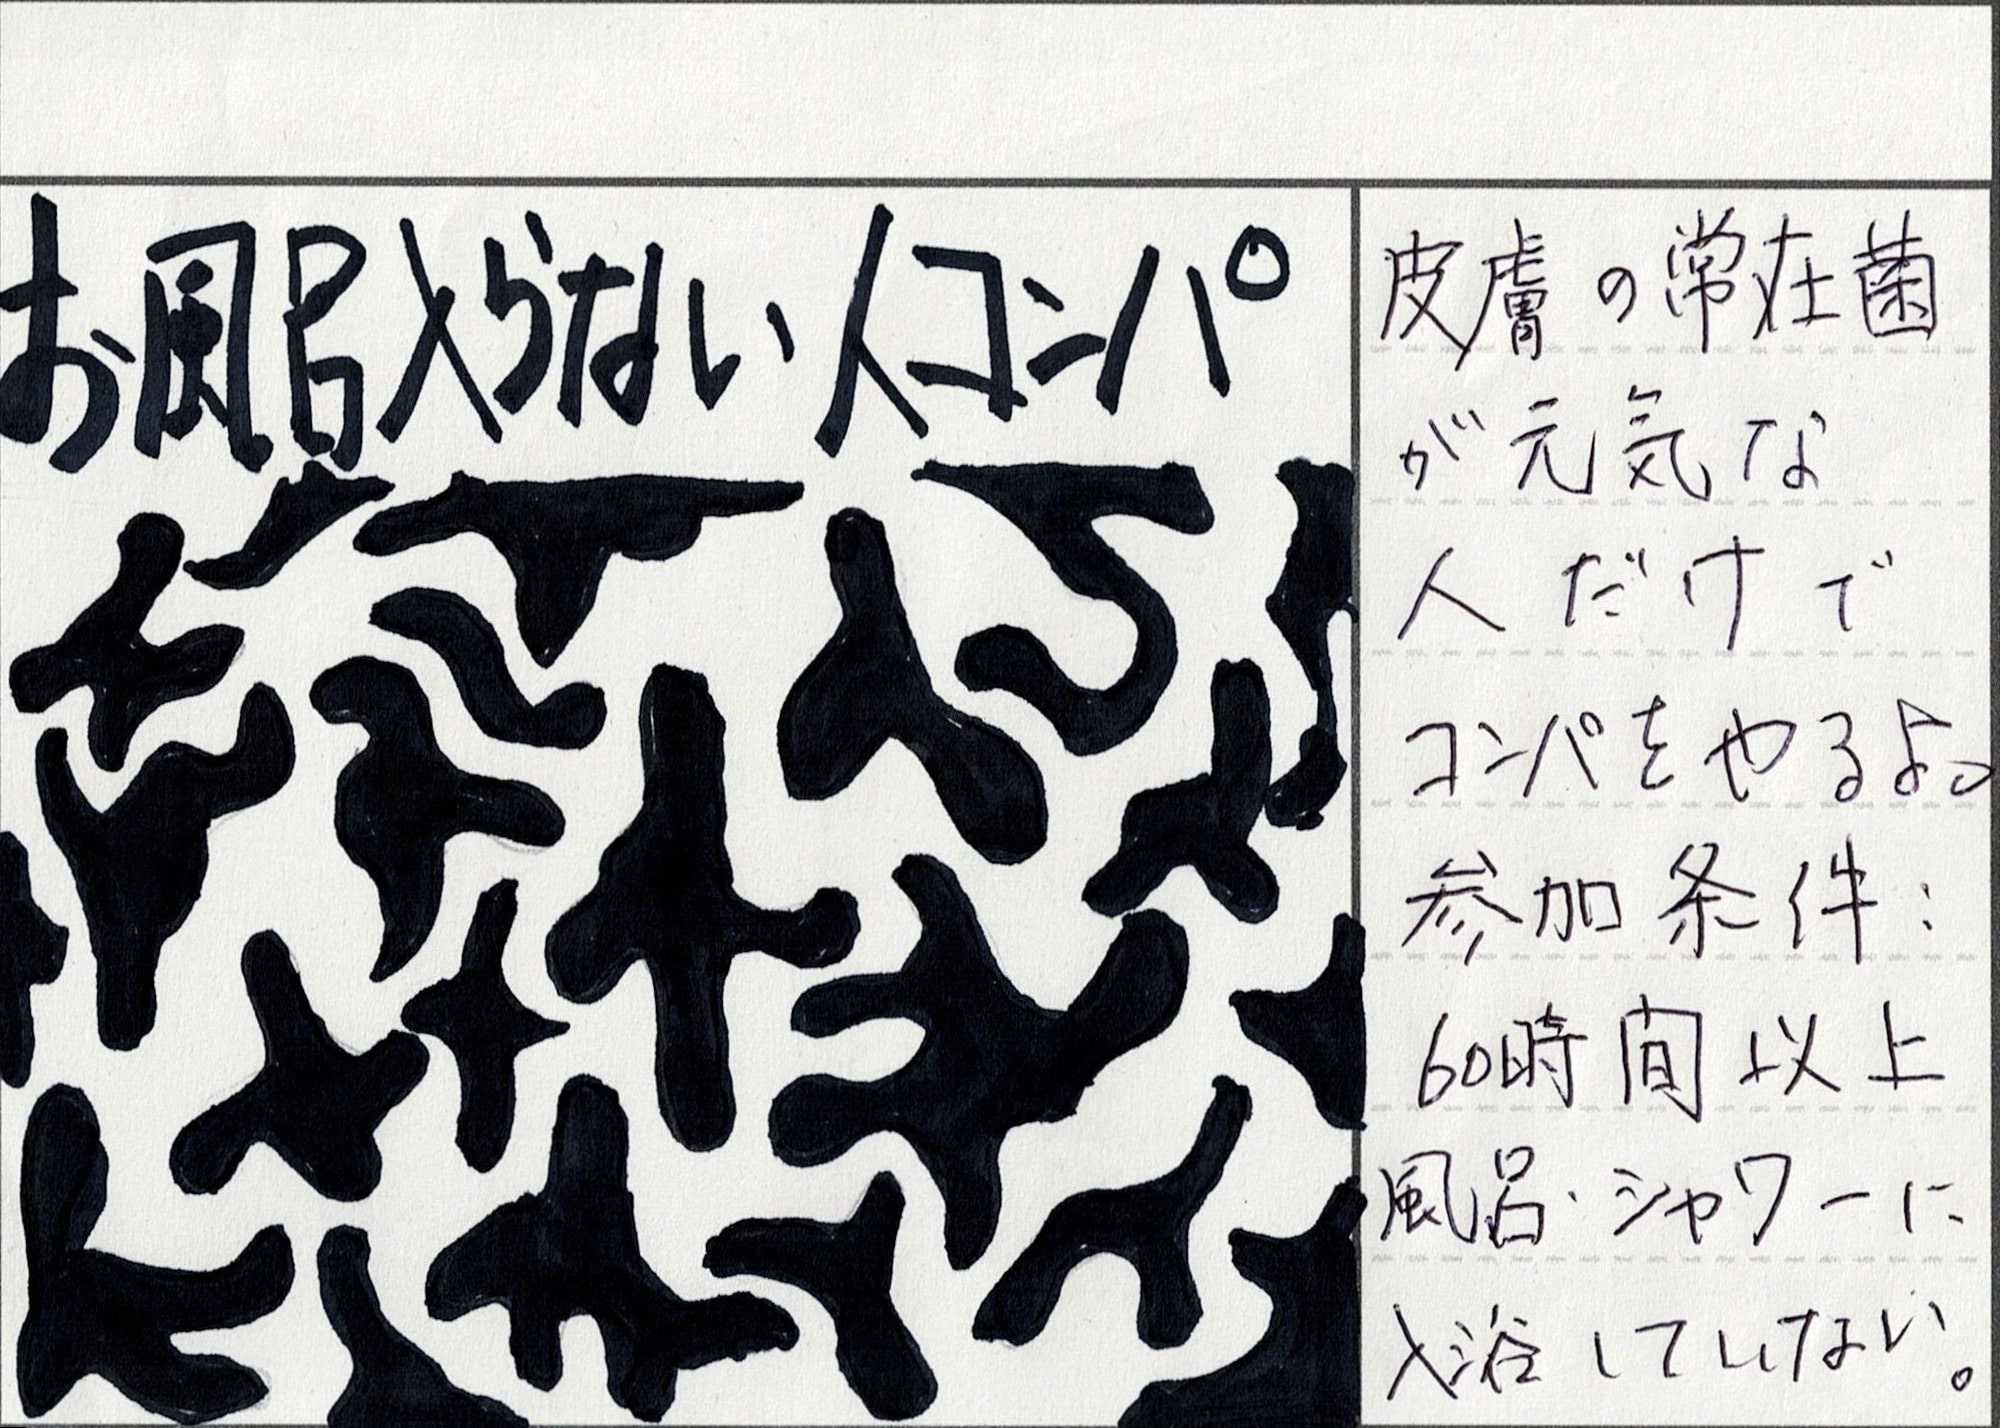 お風呂入らない人コンパ
皮膚の常在菌
が元気な
人だけで
コンパをやるよ。
参加条件:
60時間以上
風呂・シャワーに
入浴していない。